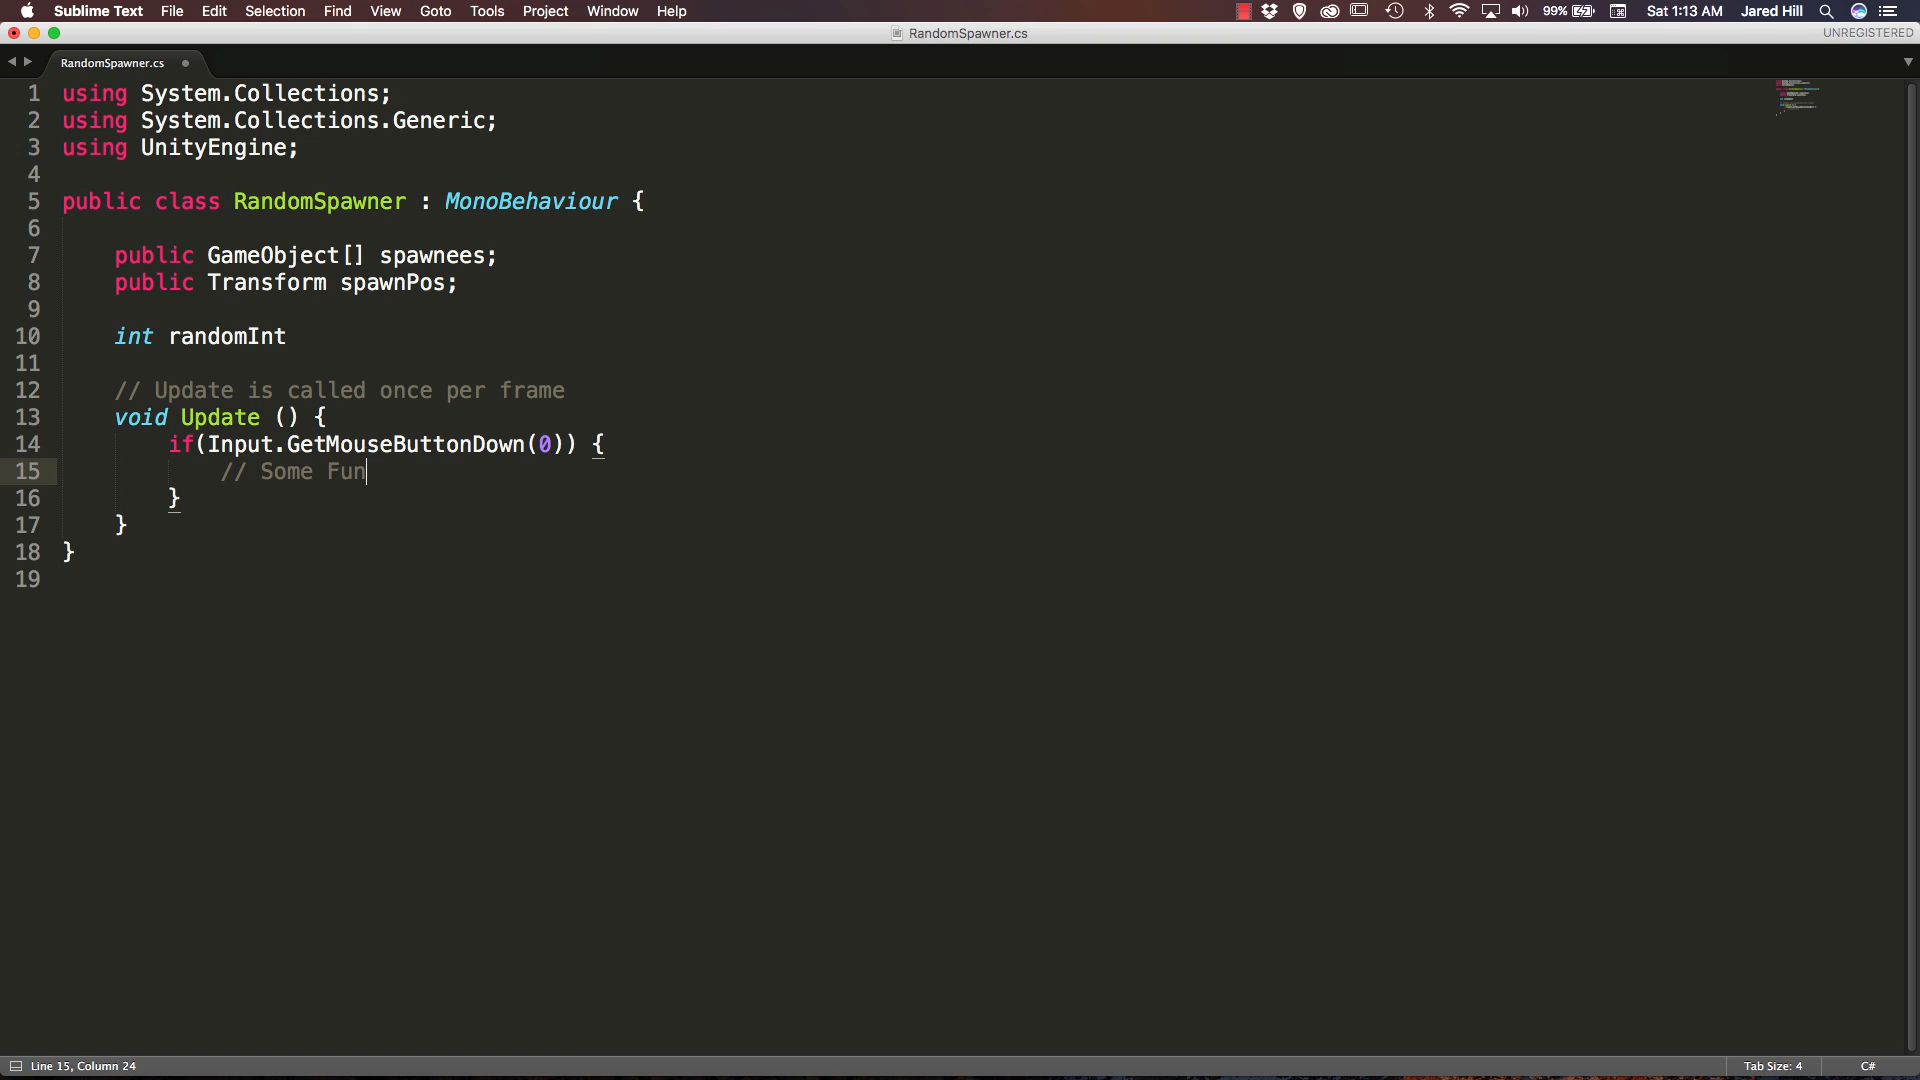 Sublime Text File Edit Selection Find View Goto Tools Project Window Help 99% Sat 1:13 AM Jared Hill
RandomSpawner.cs UNREGISTERED
RandomSpawner.cs
1 using System.Collections;
2 using System.Collections.Generic;
3 using UnityEngine;
4
5 public class RandomSpawner : MonoBehaviour {
6
7 public GameObject[] spawnees;
8 public Transform spawnPos;
9
10 int randomInt
11
12 // Update is called once per frame
13 void Update () {
14 if(Input.GetMouseButtonDown(0)) {
15 // Some Fun
16 }
17 }
18 }
19
Line 15, Column 24 Tab Size: 4 C#